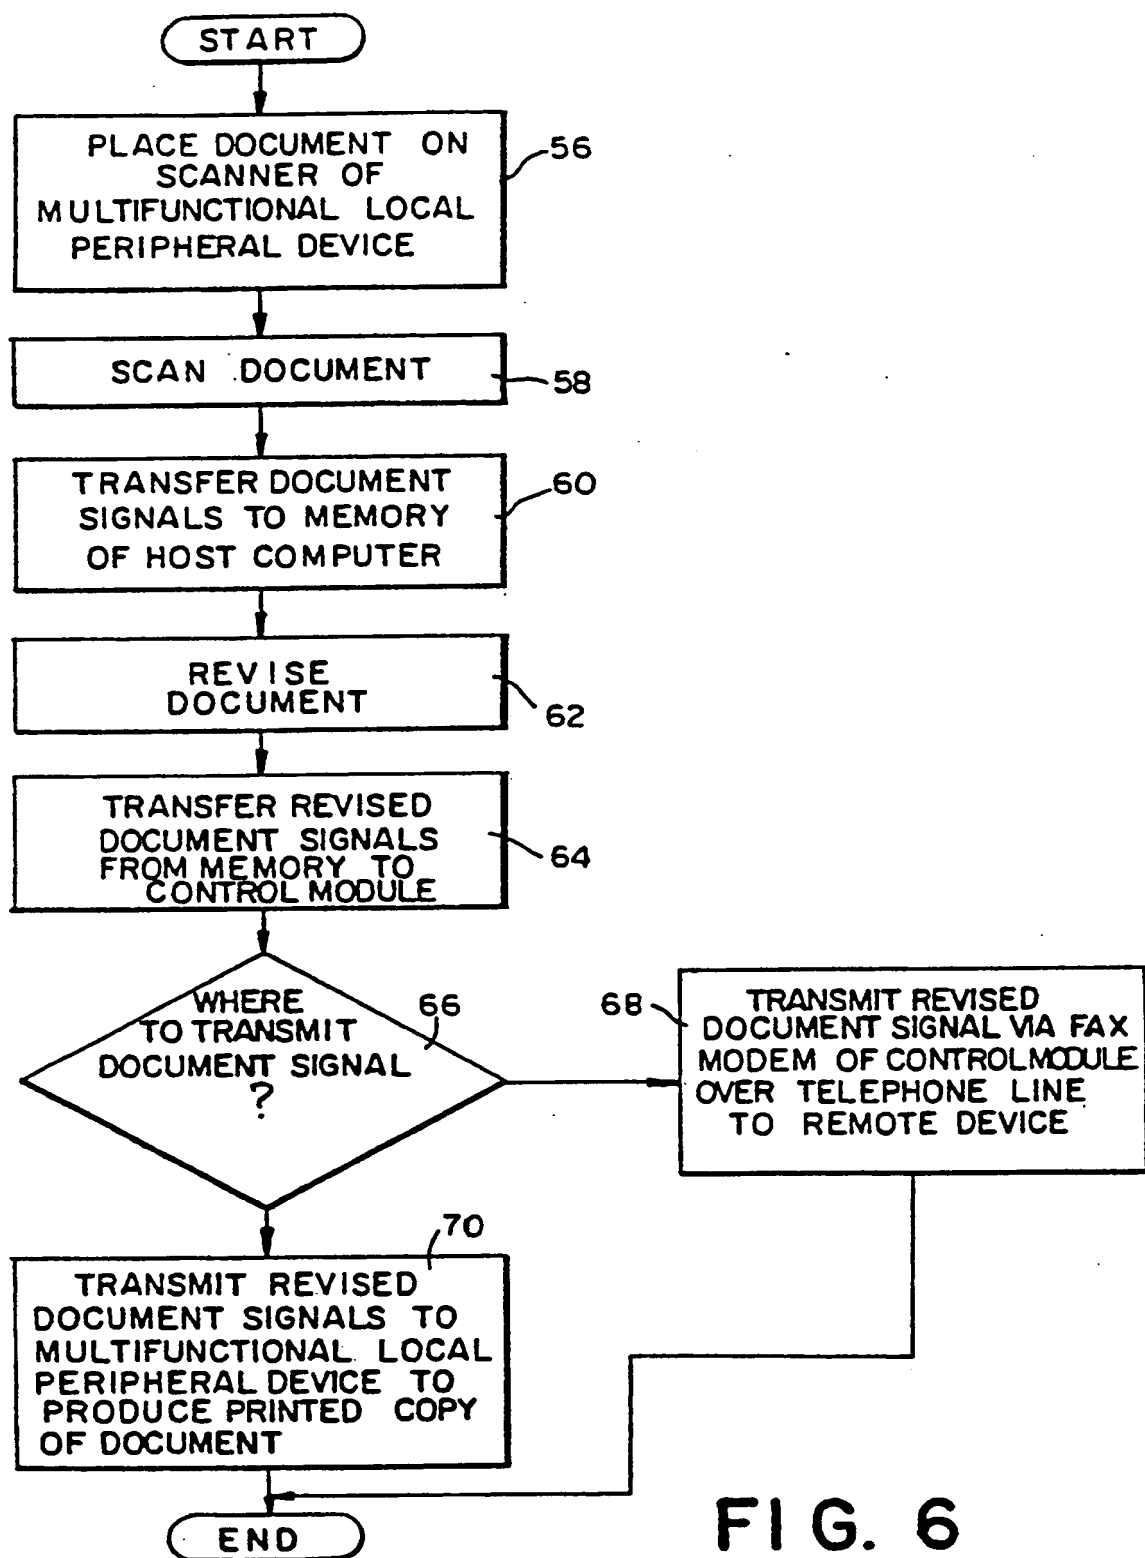 START
PLACE DOCUMENT ON
SCANNER OF
MULTIFUNCTIONAL LOCAL
PERIPHERAL DEVICE
56
SCAN DOCUMENT
58
TRANSFER DOCUMENT
SIGNALS TO MEMORY
OF HOST COMPUTER
60
REVISE
DOCUMENT
62
TRANSFER REVISED
DOCUMENT SIGNALS
FROM MEMORY TO
CONTROL MODULE
64
WHERE
TO TRANSMIT
DOCUMENT SIGNAL
?
66
68
TRANSMIT REVISED
DOCUMENT SIGNAL VIA FAX
MODEM OF CONTROL MODULE
OVER TELEPHONE LINE
TO REMOTE DEVICE
70
TRANSMIT REVISED
DOCUMENT SIGNALS TO
MULTIFUNCTIONAL LOCAL
PERIPHERAL DEVICE TO
PRODUCE PRINTED COPY
OF DOCUMENT
END
FIG. 6